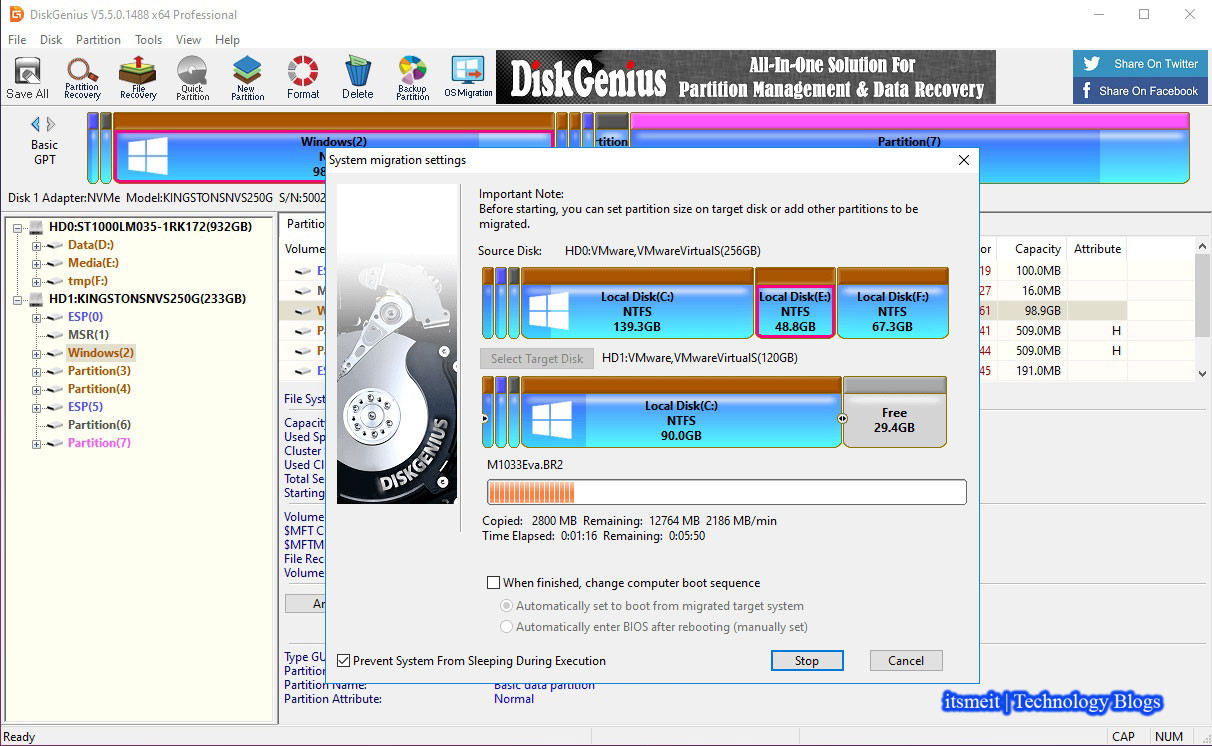 DiskGenius V5.5.0.1488 x64 Professional
File Disk Partition Tools View Help
Save All
Partition Recovery
File Recovery
Quick Partition
New Partition
Format
Delete
Backup Partition
OS Migration
DiskGenius
All-In-One Solution For
Partition Management & Data Recovery
Share On Twitter
Share On Facebook
Basic
GPT
Windows(2)
Partition(7)
Disk 1 Adapter:NVMe Model:KINGSTONSNVS250G S/N:5002
HD0:ST1000LM035-1RK172(932GB)
Data(D:)
Media(E:)
tmp(F:)
HD1:KINGSTONSNVS250G(233GB)
ESP(0)
MSR(1)
Windows(2)
Partition(3)
Partition(4)
ESP(5)
Partition(6)
Partition(7)
System migration settings
Important Note:
Before starting, you can set partition size on target disk or add other partitions to be
migrated.
Source Disk: HD0:VMware,VMwareVirtualS(256GB)
Local Disk(C:)
NTFS
139.3GB
Local Disk(E:)
NTFS
48.8GB
Local Disk(F:)
NTFS
67.3GB
Select Target Disk HD1:VMware,VMwareVirtualS(120GB)
Local Disk(C:)
NTFS
90.0GB
Free
29.4GB
M1033Eva.BR2
Copied: 2800 MB Remaining: 12764 MB 2186 MB/min
Time Elapsed: 0:01:16 Remaining: 0:05:50
When finished, change computer boot sequence
Automatically set to boot from migrated target system
Automatically enter BIOS after rebooting (manually set)
Prevent System From Sleeping During Execution
Stop
Cancel
DISKGENIUS
Capacity Attribute
19 100.0MB
27 16.0MB
61 98.9GB
41 509.0MB H
44 509.0MB H
45 191.0MB
File Syst
Capacity
Used Sp
Cluster
Used Cl
Total Se
Starting
Volume
$MFT C
$MFTM
File Rec
Volume
Type GU
Partition
Partition Name: Basic data partition
Partition Attribute: Normal
itsmeit | Technology Blogs
Ready
CAP NUM